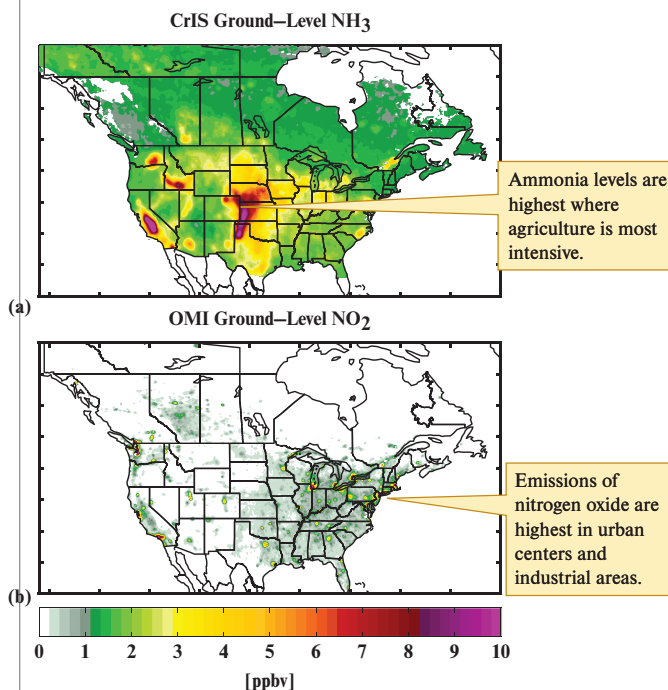 CrIS Ground—Level NH₃
Ammonia levels are
highest where
agriculture is most
intensive.
(a)
OMI Ground—Level NO₂
Emissions of
nitrogen oxide are
highest in urban
centers and
industrial areas.
(b)
0 1 2 3 4 5 6 7 8 9 10
[ppbv]